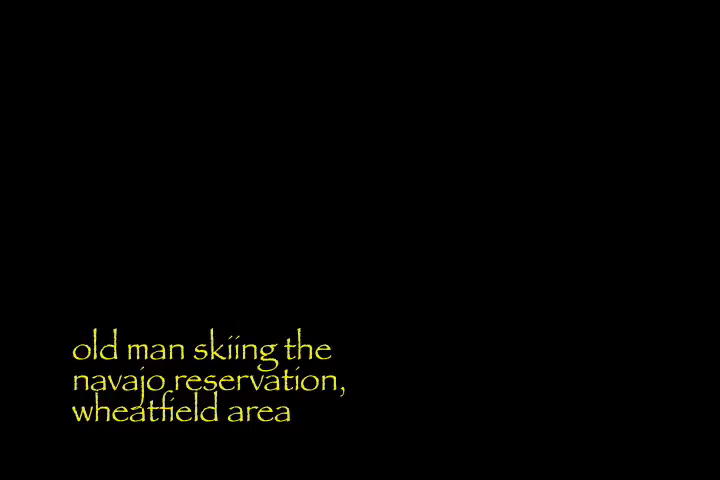 old man skiing the
navajo reservation,
wheatfield area